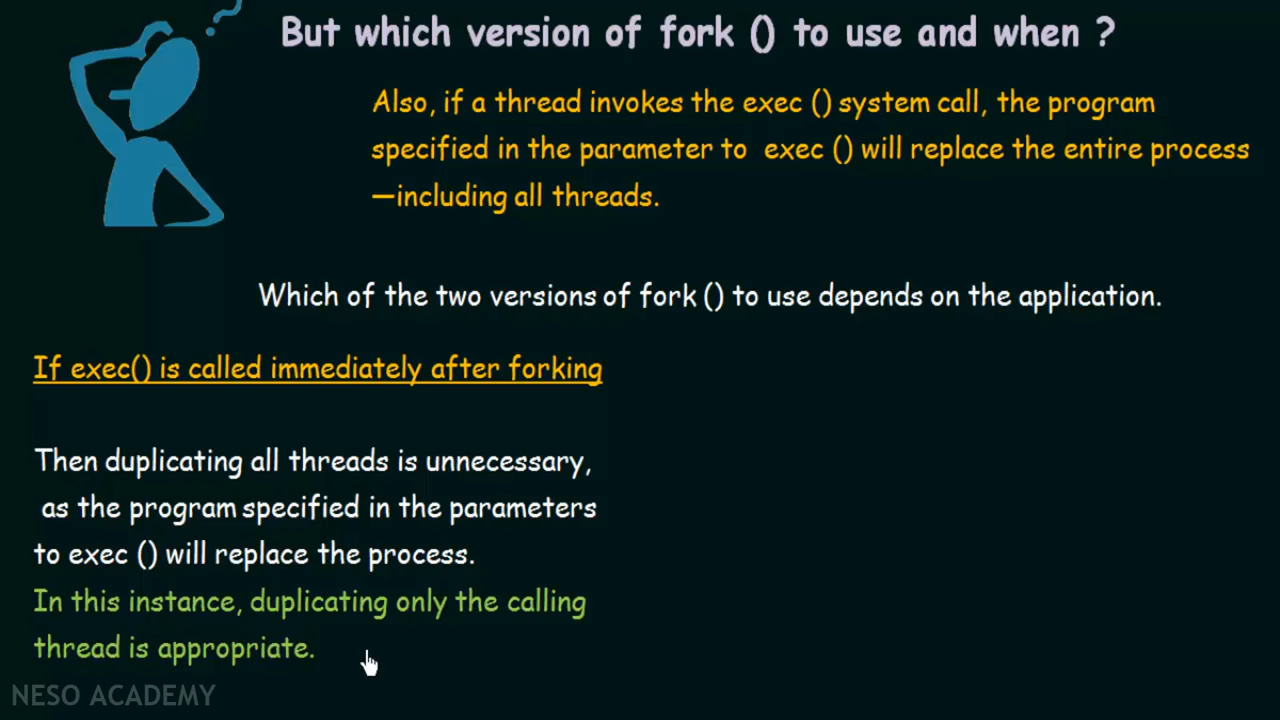 But which version of fork () to use and when ?
Also, if a thread invokes the exec () system call, the program
specified in the parameter to exec () will replace the entire process
—including all threads.
Which of the two versions of fork () to use depends on the application.
If exec() is called immediately after forking
Then duplicating all threads is unnecessary,
as the program specified in the parameters
to exec () will replace the process.
In this instance, duplicating only the calling
thread is appropriate.
NESO ACADEMY